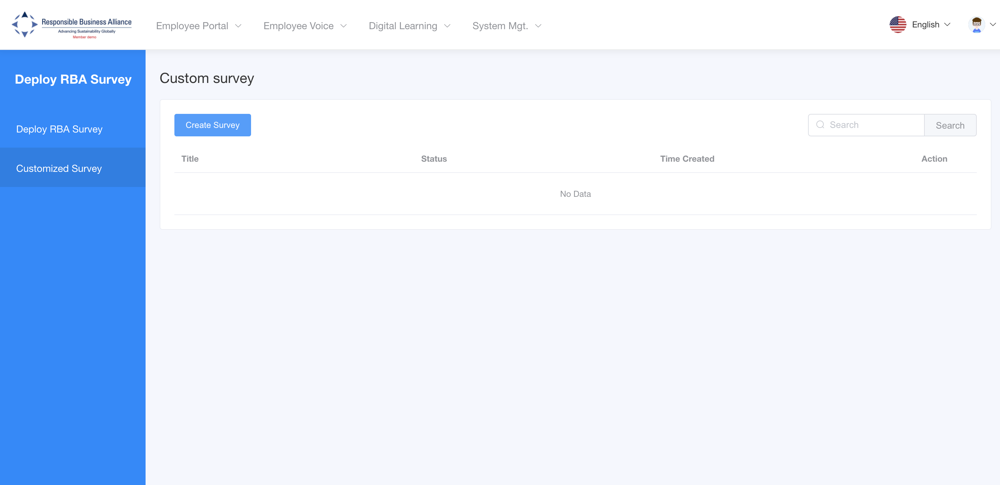 Responsible Business Alliance
Advancing Sustainability Globally
Member demo
Employee Portal
Employee Voice
Digital Learning
System Mgt.
English
Deploy RBA Survey
Deploy RBA Survey
Customized Survey
Custom survey
Create Survey
Search
Search
Title Status Time Created Action
No Data